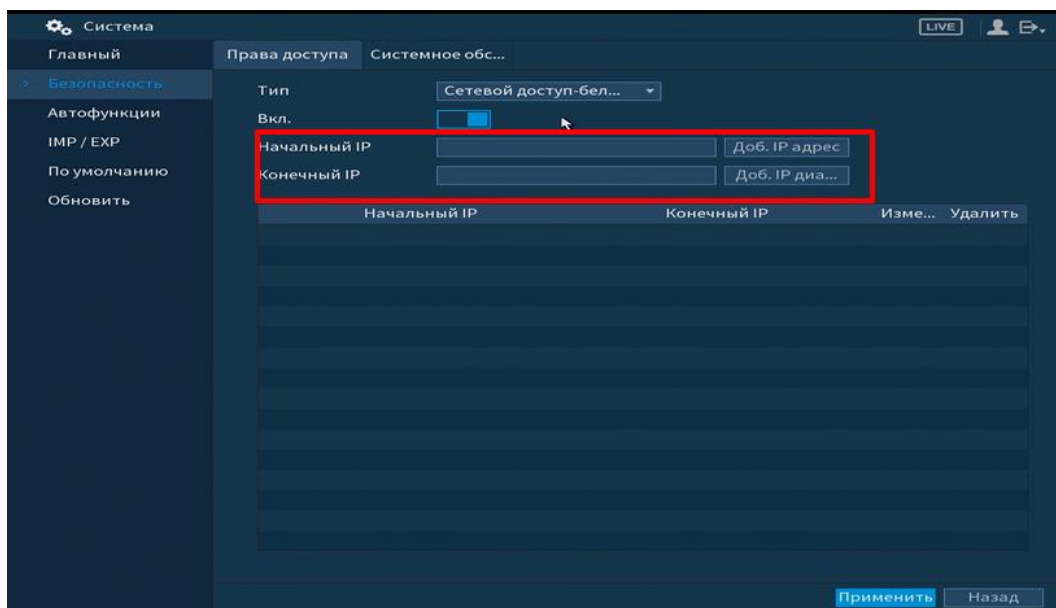 Система LIVE
Главный
Безопасность
Автофункции
IMP / EXP
По умолчанию
Обновить
Права доступа Системное обс...
Тип Сетевой доступ-бел...
Вкл.
Начальный IP Доб. IP адрес
Конечный IP Доб. IP диа...
Начальный IP Конечный IP Изме... Удалить
Применить Назад